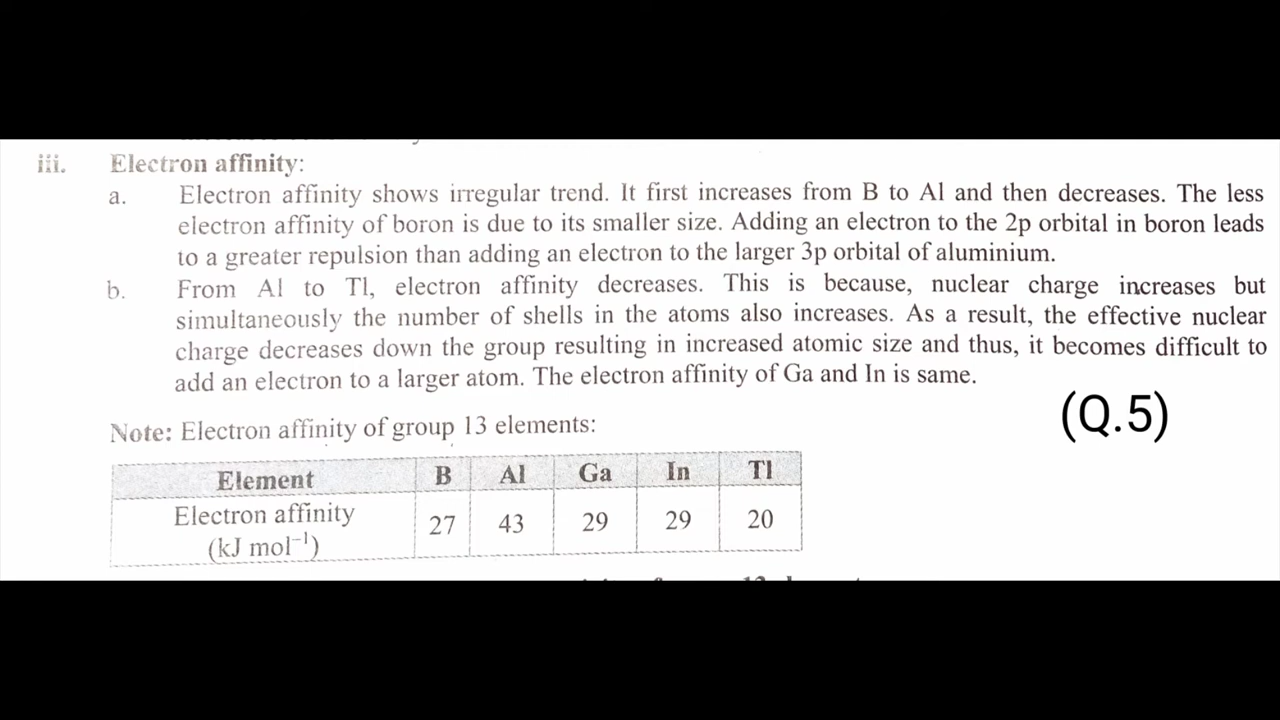 iii. Electron affinity:
a. Electron affinity shows irregular trend. It first increases from B to Al and then decreases. The less
electron affinity of boron is due to its smaller size. Adding an electron to the 2p orbital in boron leads
to a greater repulsion than adding an electron to the larger 3p orbital of aluminium.
b. From Al to Tl, electron affinity decreases. This is because, nuclear charge increases but
simultaneously the number of shells in the atoms also increases. As a result, the effective nuclear
charge decreases down the group resulting in increased atomic size and thus, it becomes difficult to
add an electron to a larger atom. The electron affinity of Ga and In is same.
(Q.5)
Note: Electron affinity of group 13 elements:
Element B Al Ga In Tl
Electron affinity
(kJ mol⁻¹) 27 43 29 29 20